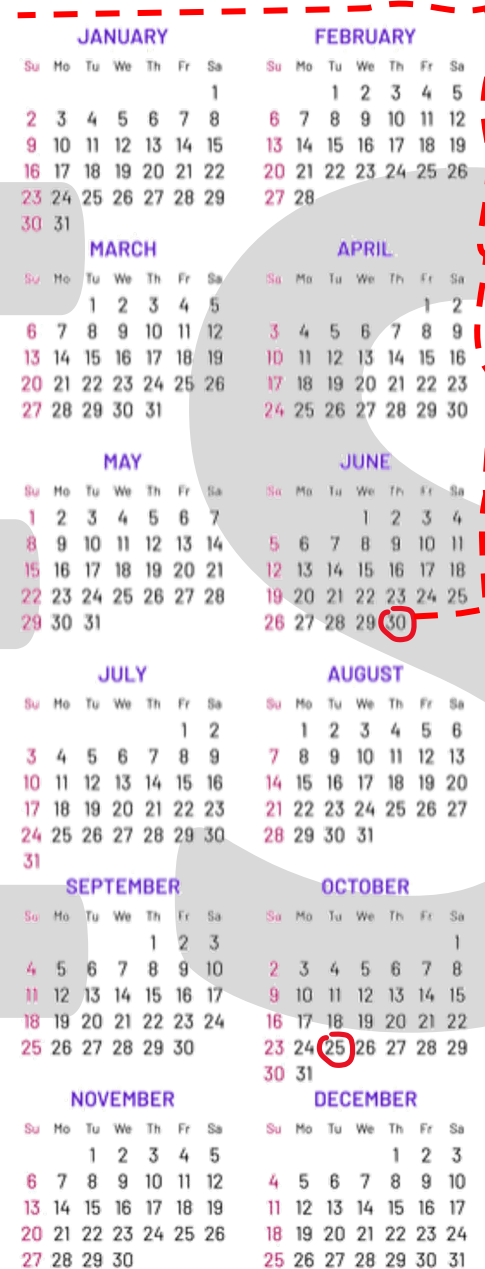 JANUARY FEBRUARY
Su Mo Tu We Th Fr Sa Su Mo Tu We Th Fr Sa
1 1 2 3 4 5
2 3 4 5 6 7 8 6 7 8 9 10 11 12
9 10 11 12 13 14 15 13 14 15 16 17 18 19
16 17 18 19 20 21 22 20 21 22 23 24 25 26
23 24 25 26 27 28 29 27 28
30 31
MARCH APRIL
Su Mo Tu We Th Fr Sa Su Mo Tu We Th Fr Sa
1 2 3 4 5 1 2
6 7 8 9 10 11 12 3 4 5 6 7 8 9
13 14 15 16 17 18 19 10 11 12 13 14 15 16
20 21 22 23 24 25 26 17 18 19 20 21 22 23
27 28 29 30 31 24 25 26 27 28 29 30
MAY JUNE
Su Mo Tu We Th Fr Sa Su Mo Tu We Th Fr Sa
1 2 3 4 5 6 7 1 2 3 4
8 9 10 11 12 13 14 5 6 7 8 9 10 11
15 16 17 18 19 20 21 12 13 14 15 16 17 18
22 23 24 25 26 27 28 19 20 21 22 23 24 25
29 30 31 26 27 28 29 30
JULY AUGUST
Su Mo Tu We Th Fr Sa Su Mo Tu We Th Fr Sa
1 2 1 2 3 4 5 6
3 4 5 6 7 8 9 7 8 9 10 11 12 13
10 11 12 13 14 15 16 14 15 16 17 18 19 20
17 18 19 20 21 22 23 21 22 23 24 25 26 27
24 25 26 27 28 29 30 28 29 30 31
31
SEPTEMBER OCTOBER
Su Mo Tu We Th Fr Sa Su Mo Tu We Th Fr Sa
1 2 3 1
4 5 6 7 8 9 10 2 3 4 5 6 7 8
11 12 13 14 15 16 17 9 10 11 12 13 14 15
18 19 20 21 22 23 24 16 17 18 19 20 21 22
25 26 27 28 29 30 23 24 25 26 27 28 29
30 31
NOVEMBER DECEMBER
Su Mo Tu We Th Fr Sa Su Mo Tu We Th Fr Sa
1 2 3 4 5 1 2 3
6 7 8 9 10 11 12 4 5 6 7 8 9 10
13 14 15 16 17 18 19 11 12 13 14 15 16 17
20 21 22 23 24 25 26 18 19 20 21 22 23 24
27 28 29 30 25 26 27 28 29 30 31